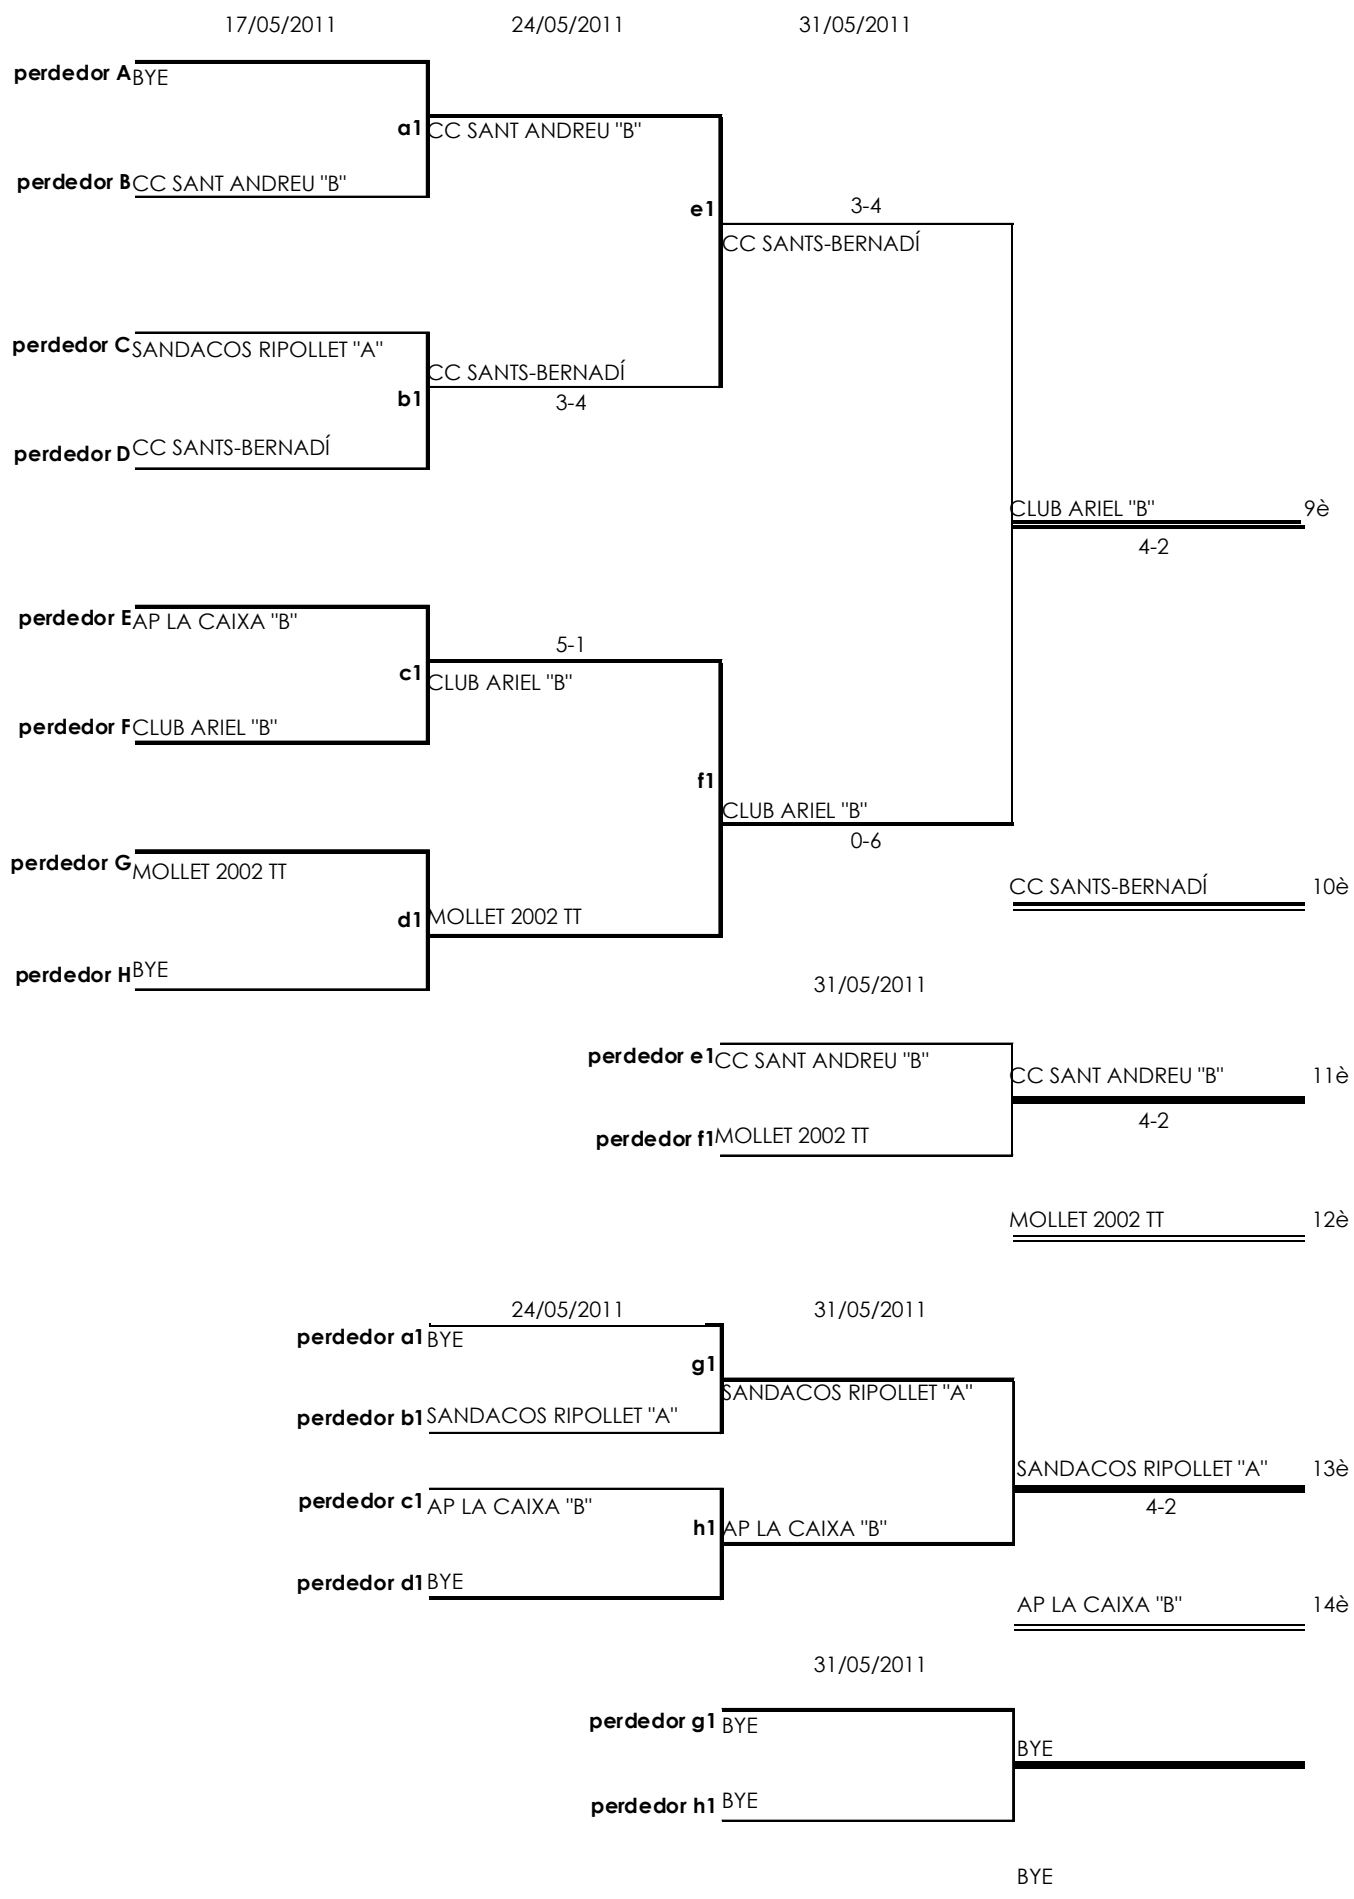 17/05/2011 24/05/2011 31/05/2011
perdedor A BYE
a1 CC SANT ANDREU "B"
perdedor B CC SANT ANDREU "B"
e1 3-4
CC SANTS-BERNADÍ
perdedor C SANDACOS RIPOLLET "A"
CC SANTS-BERNADÍ
b1 3-4
perdedor D CC SANTS-BERNADÍ
CLUB ARIEL "B" 9è
4-2
perdedor E AP LA CAIXA "B"
5-1
c1 CLUB ARIEL "B"
perdedor F CLUB ARIEL "B"
f1
CLUB ARIEL "B"
0-6
perdedor G MOLLET 2002 TT
CC SANTS-BERNADÍ 10è
d1 MOLLET 2002 TT
perdedor H BYE
31/05/2011
perdedor e1 CC SANT ANDREU "B"
CC SANT ANDREU "B" 11è
4-2
perdedor f1 MOLLET 2002 TT
MOLLET 2002 TT 12è
24/05/2011 31/05/2011
perdedor a1 BYE
g1
SANDACOS RIPOLLET "A"
perdedor b1 SANDACOS RIPOLLET "A"
SANDACOS RIPOLLET "A" 13è
perdedor c1 AP LA CAIXA "B"
4-2
h1 AP LA CAIXA "B"
perdedor d1 BYE
AP LA CAIXA "B" 14è
31/05/2011
perdedor g1 BYE
BYE
perdedor h1 BYE
BYE